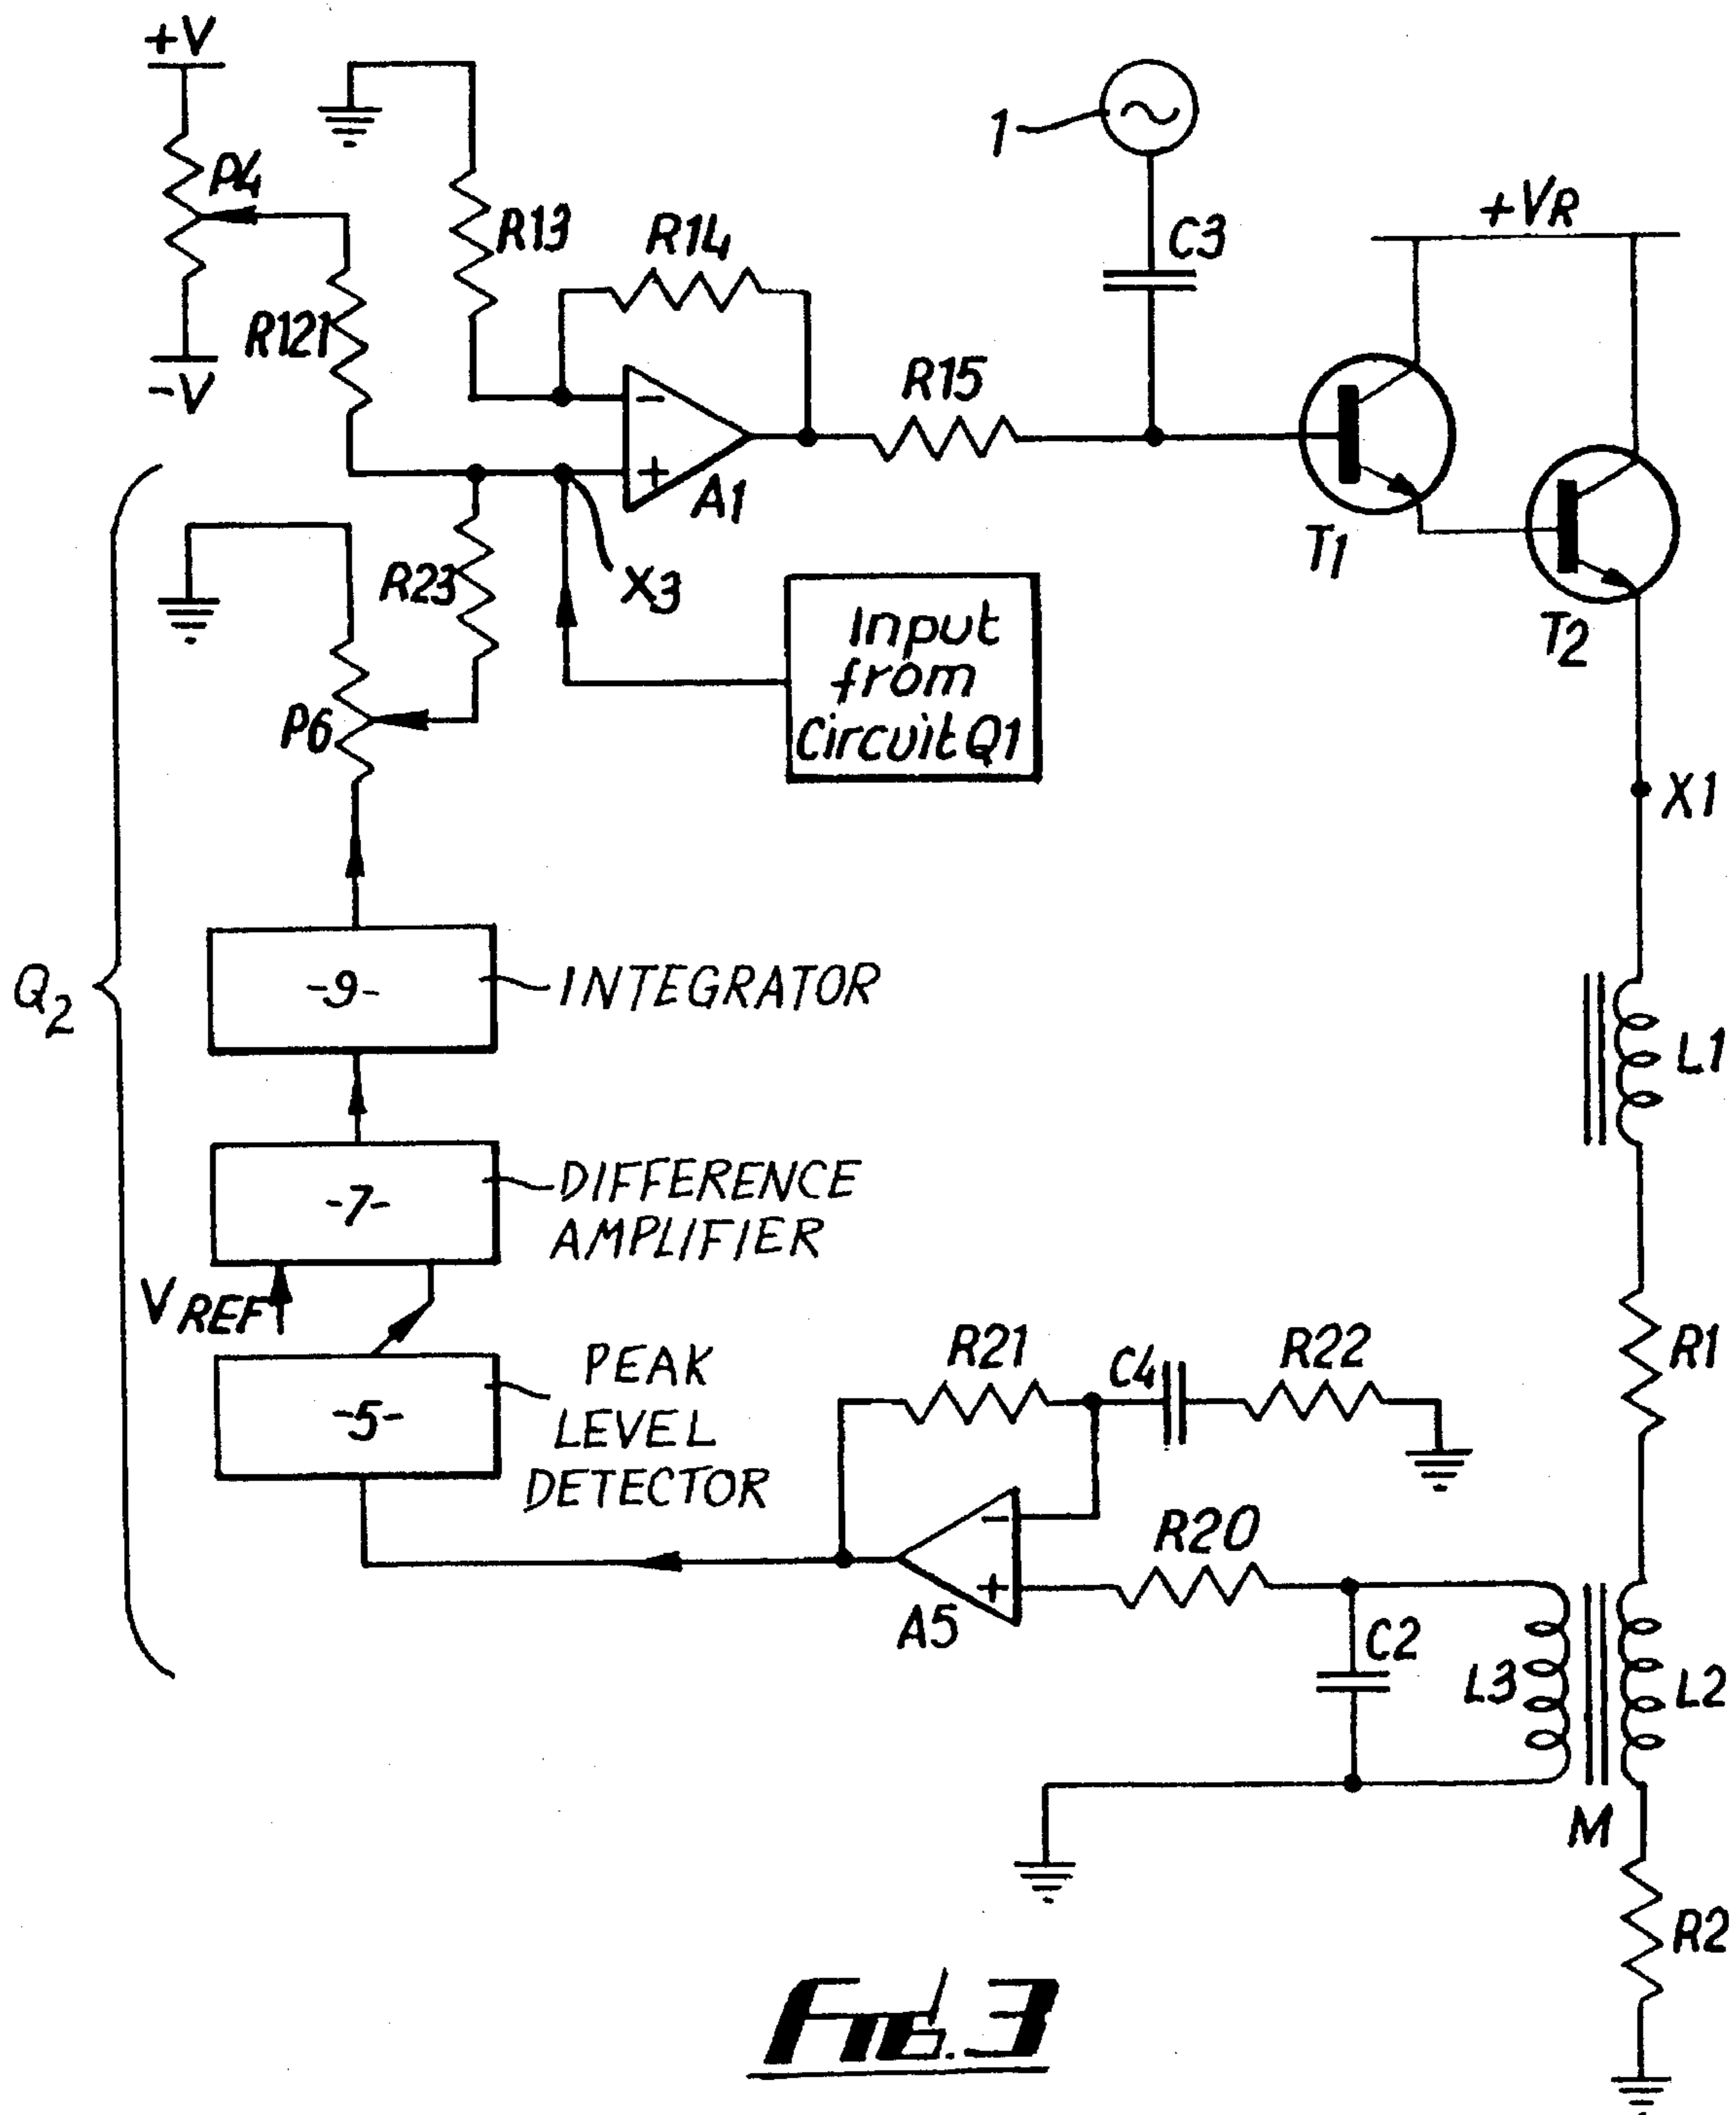 +V
1
P4
+VR
R13
R14
C3
R121
R15
-V
-
+
A1
T1
R23
X3
T2
Input
from
Circuit Q1
P6
X1
Q2
-9-
INTEGRATOR
L1
-7-
DIFFERENCE
AMPLIFIER
VREF
R21
C4
R22
R1
-5-
PEAK
LEVEL
DETECTOR
-
R20
+
A5
C2
L3
L2
M
R2
FIG. 3